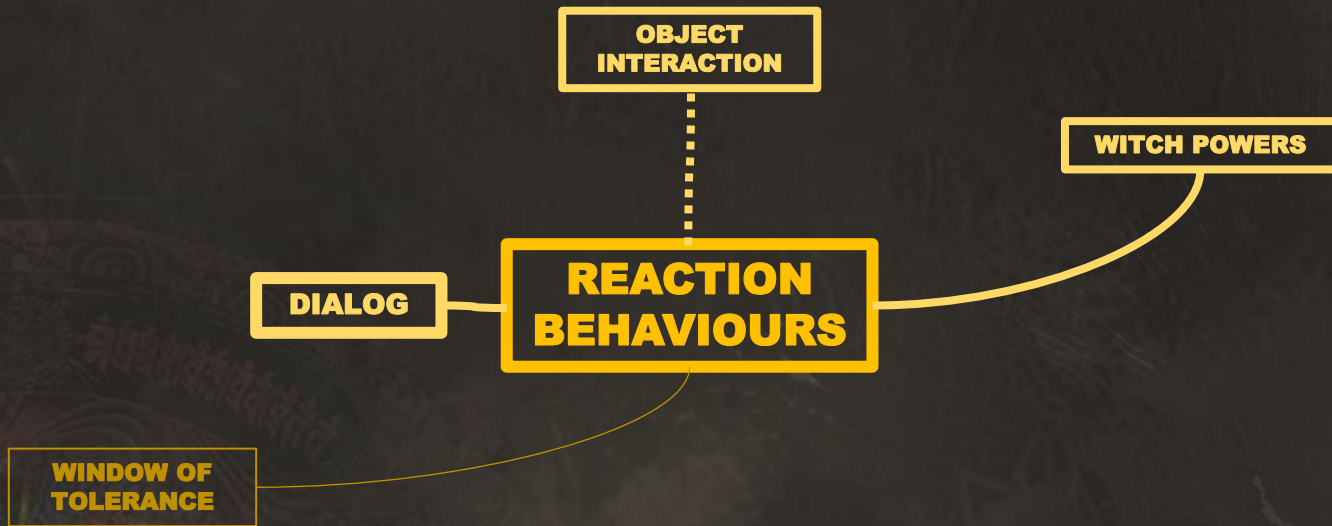 OBJECT
INTERACTION
WITCH POWERS
REACTION
BEHAVIOURS
DIALOG
WINDOW OF
TOLERANCE